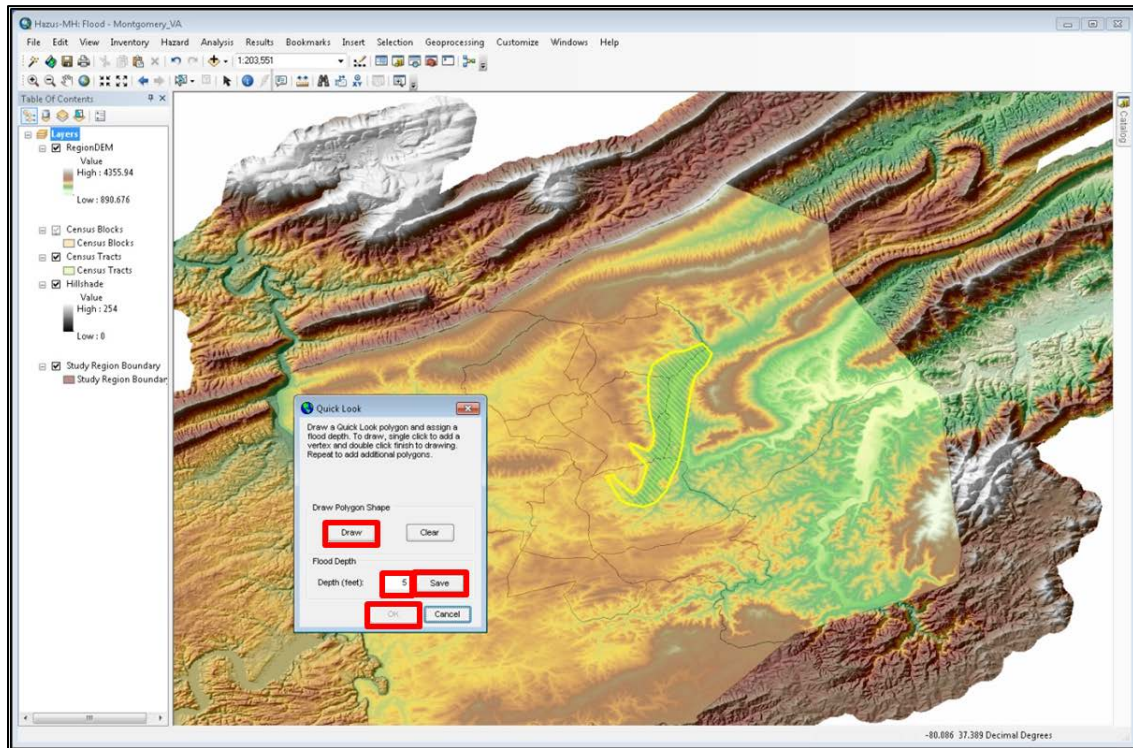 Hazus-MH: Flood - Montgomery_VA
File Edit View Inventory Hazard Analysis Results Bookmarks Insert Selection Geoprocessing Customize Windows Help
1:203,551
Table Of Contents
Layers
RegionDEM
Value
High : 4355.94
Low : 890.676
Census Blocks
Census Blocks
Census Tracts
Census Tracts
Hillshade
Value
High : 254
Low : 0
Study Region Boundary
Study Region Boundar
Catalog
Quick Look
Draw a Quick Look polygon and assign a
flood depth. To draw, single click to add a
vertex and double click finish to drawing.
Repeat to add additional polygons.
Draw Polygon Shape
Draw Clear
Flood Depth
Depth (feet): 5 Save
OK Cancel
-80.086 37.389 Decimal Degrees